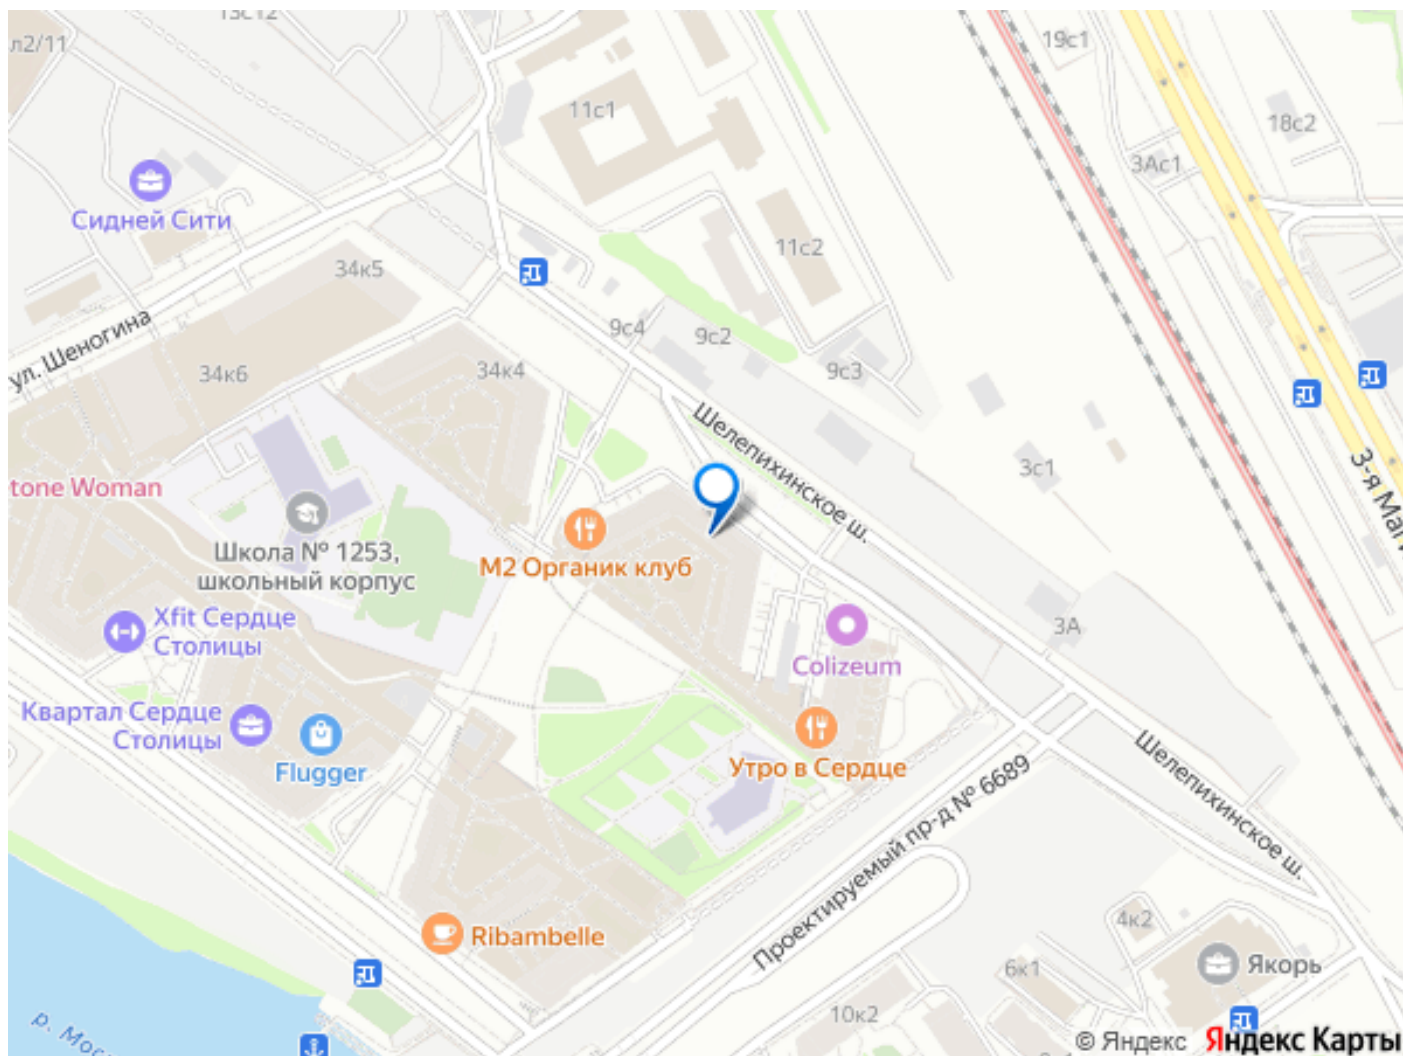 13с12
л2/11
19с1
11с1
18с2
3Ас1
Сидней Сити
11с2
34к5
9с4
9с2
ул. Шеногина
34к6
34к4
9с3
Шелепихинское ш.
3с1
3-я Маг
tone Woman
Школа № 1253,
школьный корпус
М2 Органик клуб
Xfit Сердце
Столицы
3А
Colizeum
Квартал Сердце
Столицы
Flugger
Утро в Сердце
Шелепихинское ш.
Проектируемый пр-д № 6689
Ribambelle
4к2
6к1
Якорь
10к2
р. Мос
© Яндекс Яндекс Карты